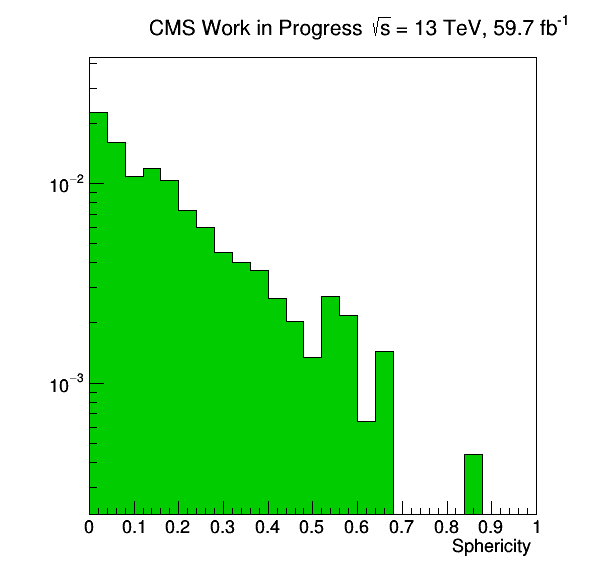 CMS Work in Progress √s = 13 TeV, 59.7 fb⁻¹
10⁻²
10⁻³
0 0.1 0.2 0.3 0.4 0.5 0.6 0.7 0.8 0.9 1
Sphericity